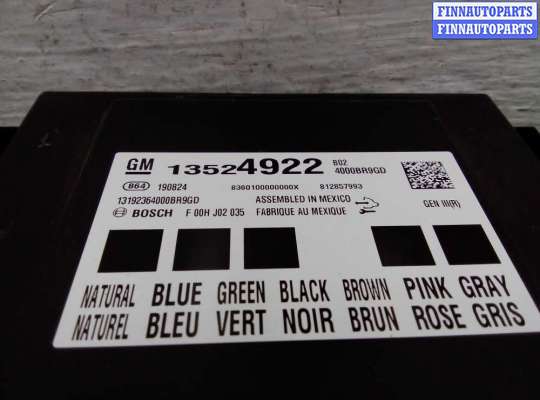 FINNAUTOPARTS
FINNAUTOPARTS
GM 13524922 B02
4000BR9GD
864 190824 8360100000000X 812857993
13192364000BR9GD ASSEMBLED IN MEXICO GEN III(R)
BOSCH F 00H J02 035 FABRIQUE AU MEXIQUE
NATURAL BLUE GREEN BLACK BROWN PINK GRAY
NATUREL BLEU VERT NOIR BRUN ROSE GRIS